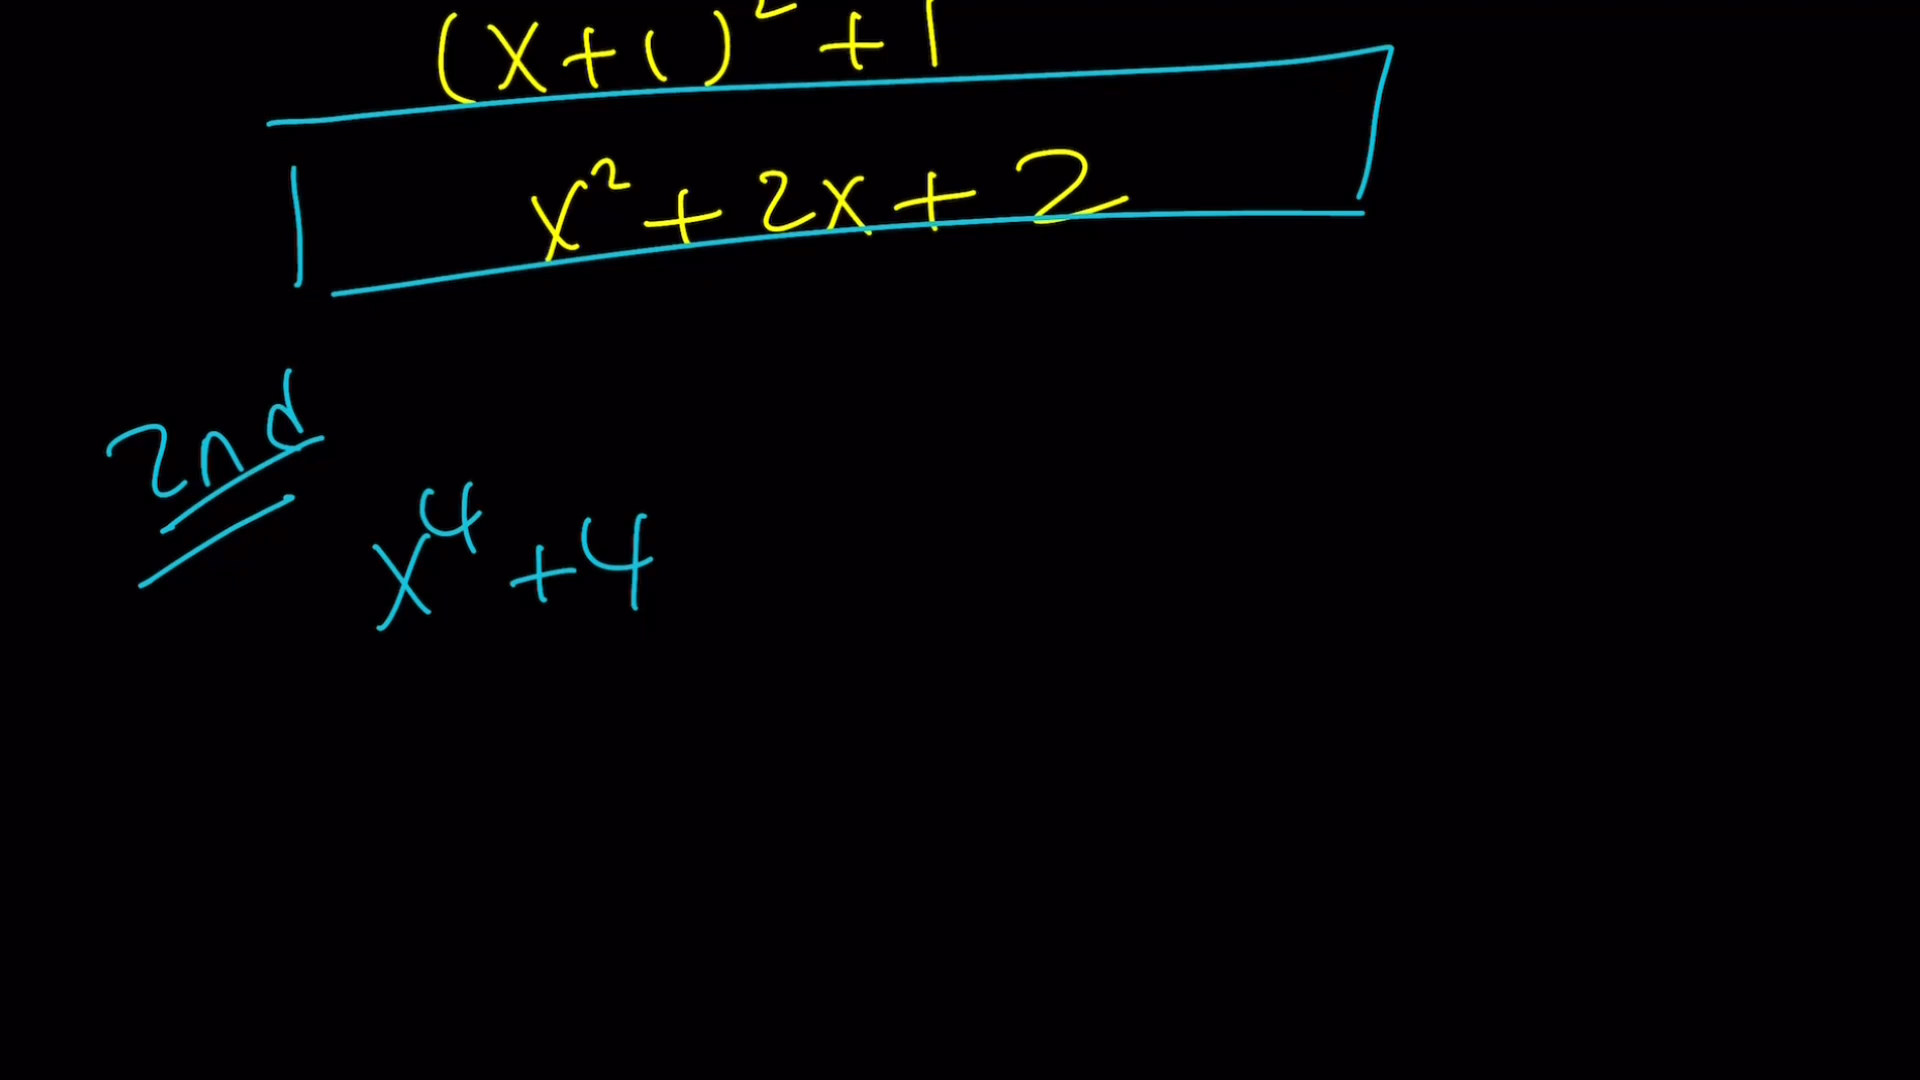 (x+1)² + 1
x² + 2x + 2
2nd
x⁴ + 4